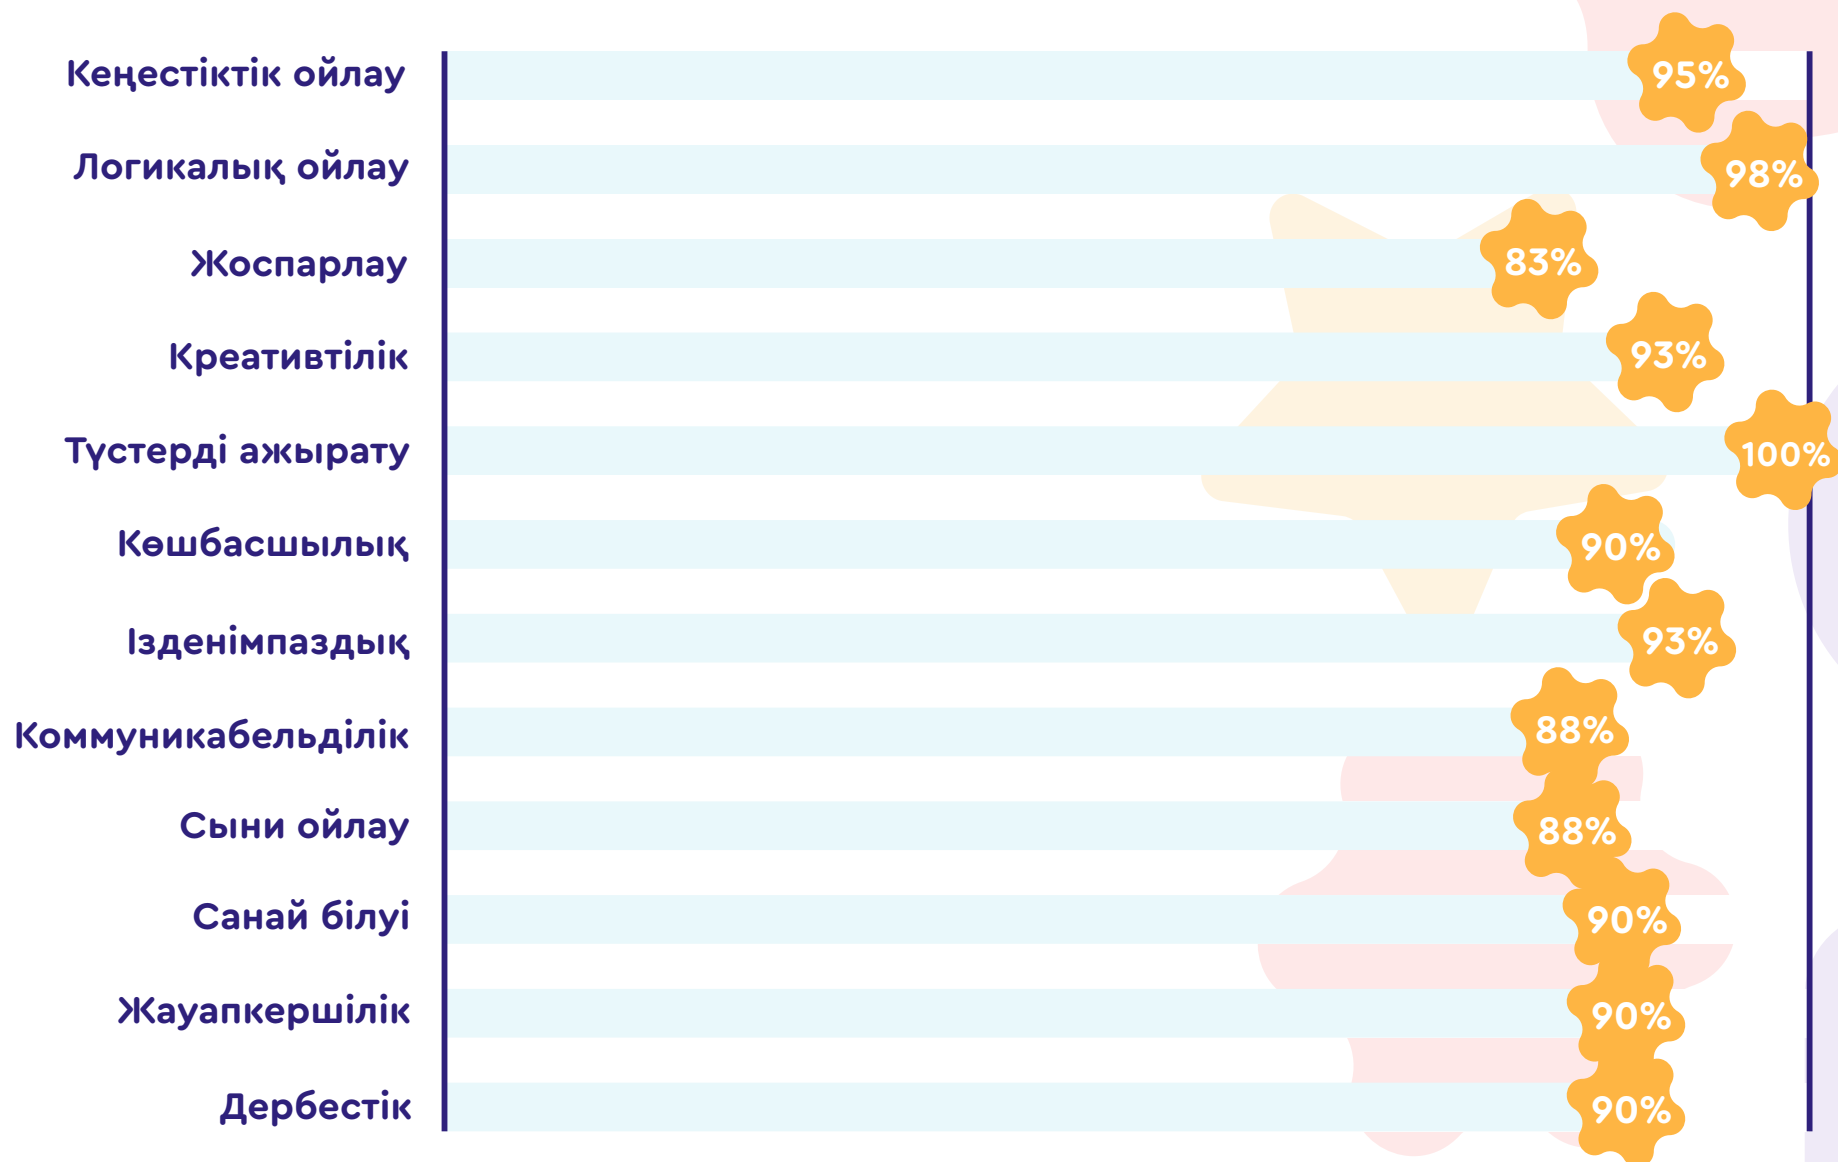 Кеңестіктік ойлау 95%
Логикалық ойлау 98%
Жоспарлау 83%
Креативтілік 93%
Түстерді ажырату 100%
Көшбасшылық 90%
Ізденімпаздық 93%
Коммуникабельділік 88%
Сыни ойлау 88%
Санай білуі 90%
Жауапкершілік 90%
Дербестік 90%